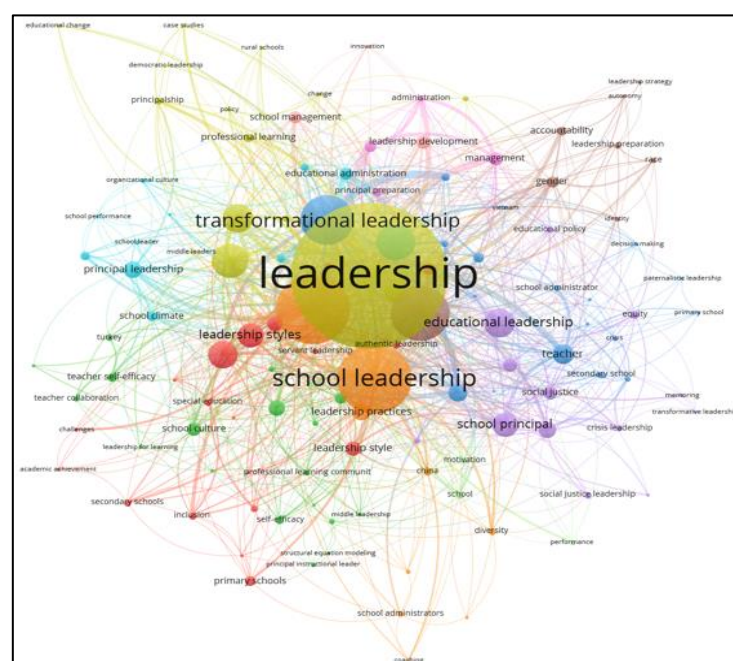 educational change
case studies
rural schools
innovation
democratic leadership
leadership strategy
principalship
change
administration
autonomy
policy
school management
professional learning
leadership development
accountability
leadership preparation
management
race
educational administration
organizational culture
principal preparation
gender
vietnam
identity
school performance
transformational leadership
educational policy
school leader
decision making
middle leaders
principal leadership
leadership
paternalistic leadership
school administrator
school climate
equity
primary school
educational leadership
turkey
leadership styles
authentic leadership
crisis
servant leadership
teacher
teacher self-efficacy
school leadership
secondary school
teacher collaboration
special education
social justice
mentoring
leadership practices
transformative leadership
challenges
school culture
school principal
crisis leadership
leadership for learning
leadership style
academic achievement
professional learning communit
china
motivation
secondary schools
school
social justice leadership
inclusion
self-efficacy
middle leadership
diversity
performance
structural equation modeling
principal instructional leader
primary schools
school administrators
coaching